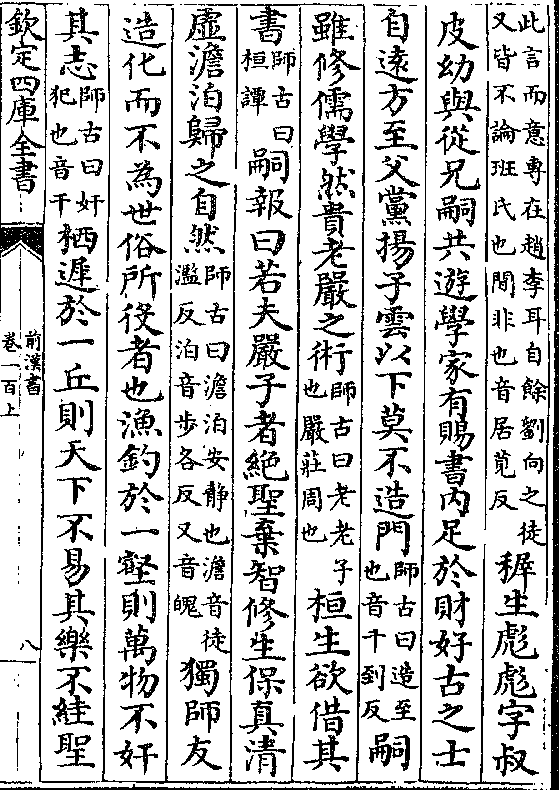 此言而意專在趙李耳自餘劉向之徒又皆不論班氏也間非也音居莧反穉生彪彪字叔
皮幼與從兄嗣共遊學家有賜書内足於財好古之士
自逺方至父黨揚子雲以下莫不造門師古曰造至也音千到反嗣
雖修儒學然貴老嚴之術師古曰老老子也嚴莊周也桓生欲借其
書師古曰桓譚嗣報曰若夫嚴子者絶聖棄智修生保真清
虛澹泊歸之自然師古曰澹泊安静也澹音徒濫反泊音步各反又音魄獨師友
造化而不為世俗所役者也漁釣於一壑則萬物不奸
其志師古曰奸犯也音干栖遲於一丘則天下不易其樂不絓聖
欽定四庫全書
前漢書
卷一百上
八